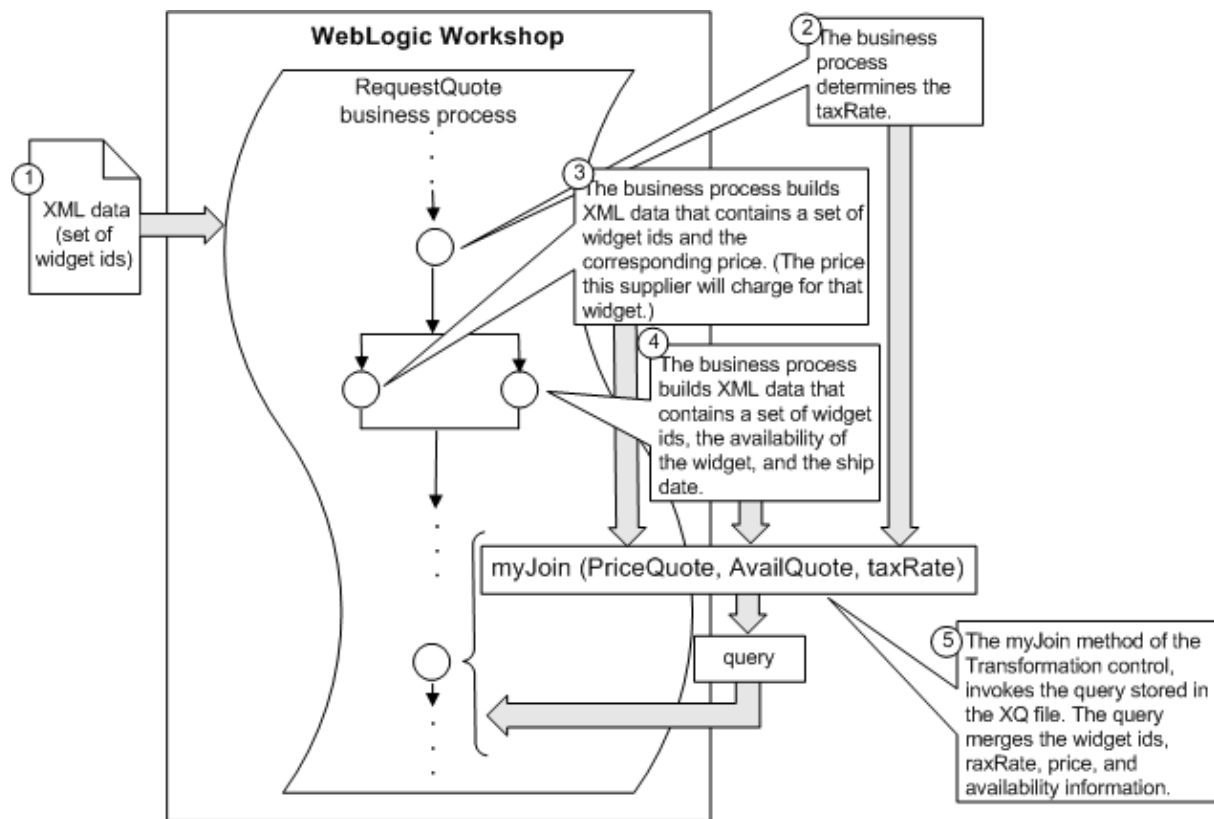 WebLogic Workshop
RequestQuote
business process
1
XML data
(set of
widget ids)
2
The business
process
determines the
taxRate.
3
The business process builds
XML data that contains a set of
widget ids and the
corresponding price. (The price
this supplier will charge for that
widget.)
4
The business process
builds XML data that
contains a set of widget
ids, the availability of
the widget, and the ship
date.
myJoin (PriceQuote, AvailQuote, taxRate)
query
5
The myJoin method of the
Transformation control,
invokes the query stored in
the XQ file. The query
merges the widget ids,
raxRate, price, and
availability information.